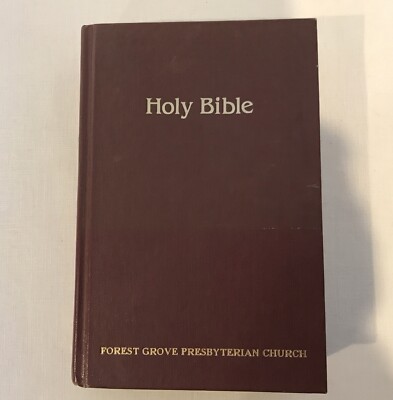 Holy Bible
FOREST GROVE PRESBYTERIAN CHURCH